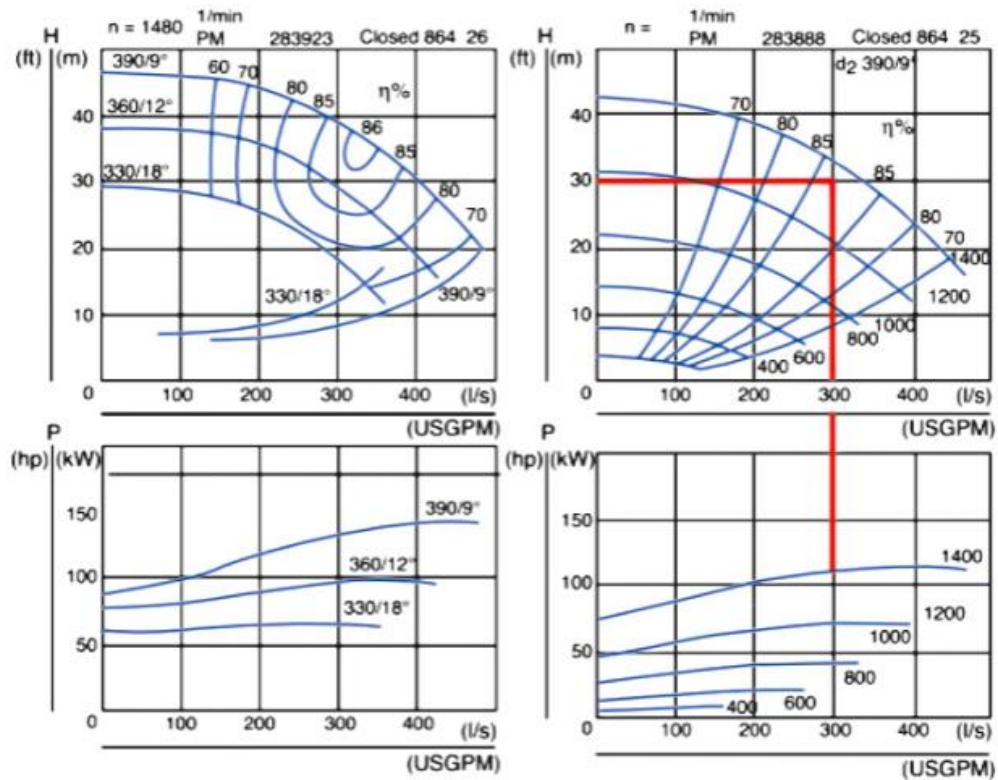 n = 1480 1/min PM 283923 Closed 864 26
H
(ft) (m)
390/9°
360/12°
330/18°
60 70 80 85 86 85 80 70
η%
40
30
20
10
330/18°
390/9°
0 100 200 300 400 (l/s)
(USGPM)
n = 1/min PM 283888 Closed 864 25
H
(ft) (m)
d2 390/9°
70 80 85 85 80 70
η%
40
30
20
10
1400
1200
1000
800
600
400
0 100 200 300 400 (l/s)
(USGPM)
P
(hp) (kW)
150
100
50
390/9°
360/12°
330/18°
0 100 200 300 400 (l/s)
(USGPM)
P
(hp) (kW)
150
100
50
1400
1200
1000
800
600
400
0 100 200 300 400 (l/s)
(USGPM)